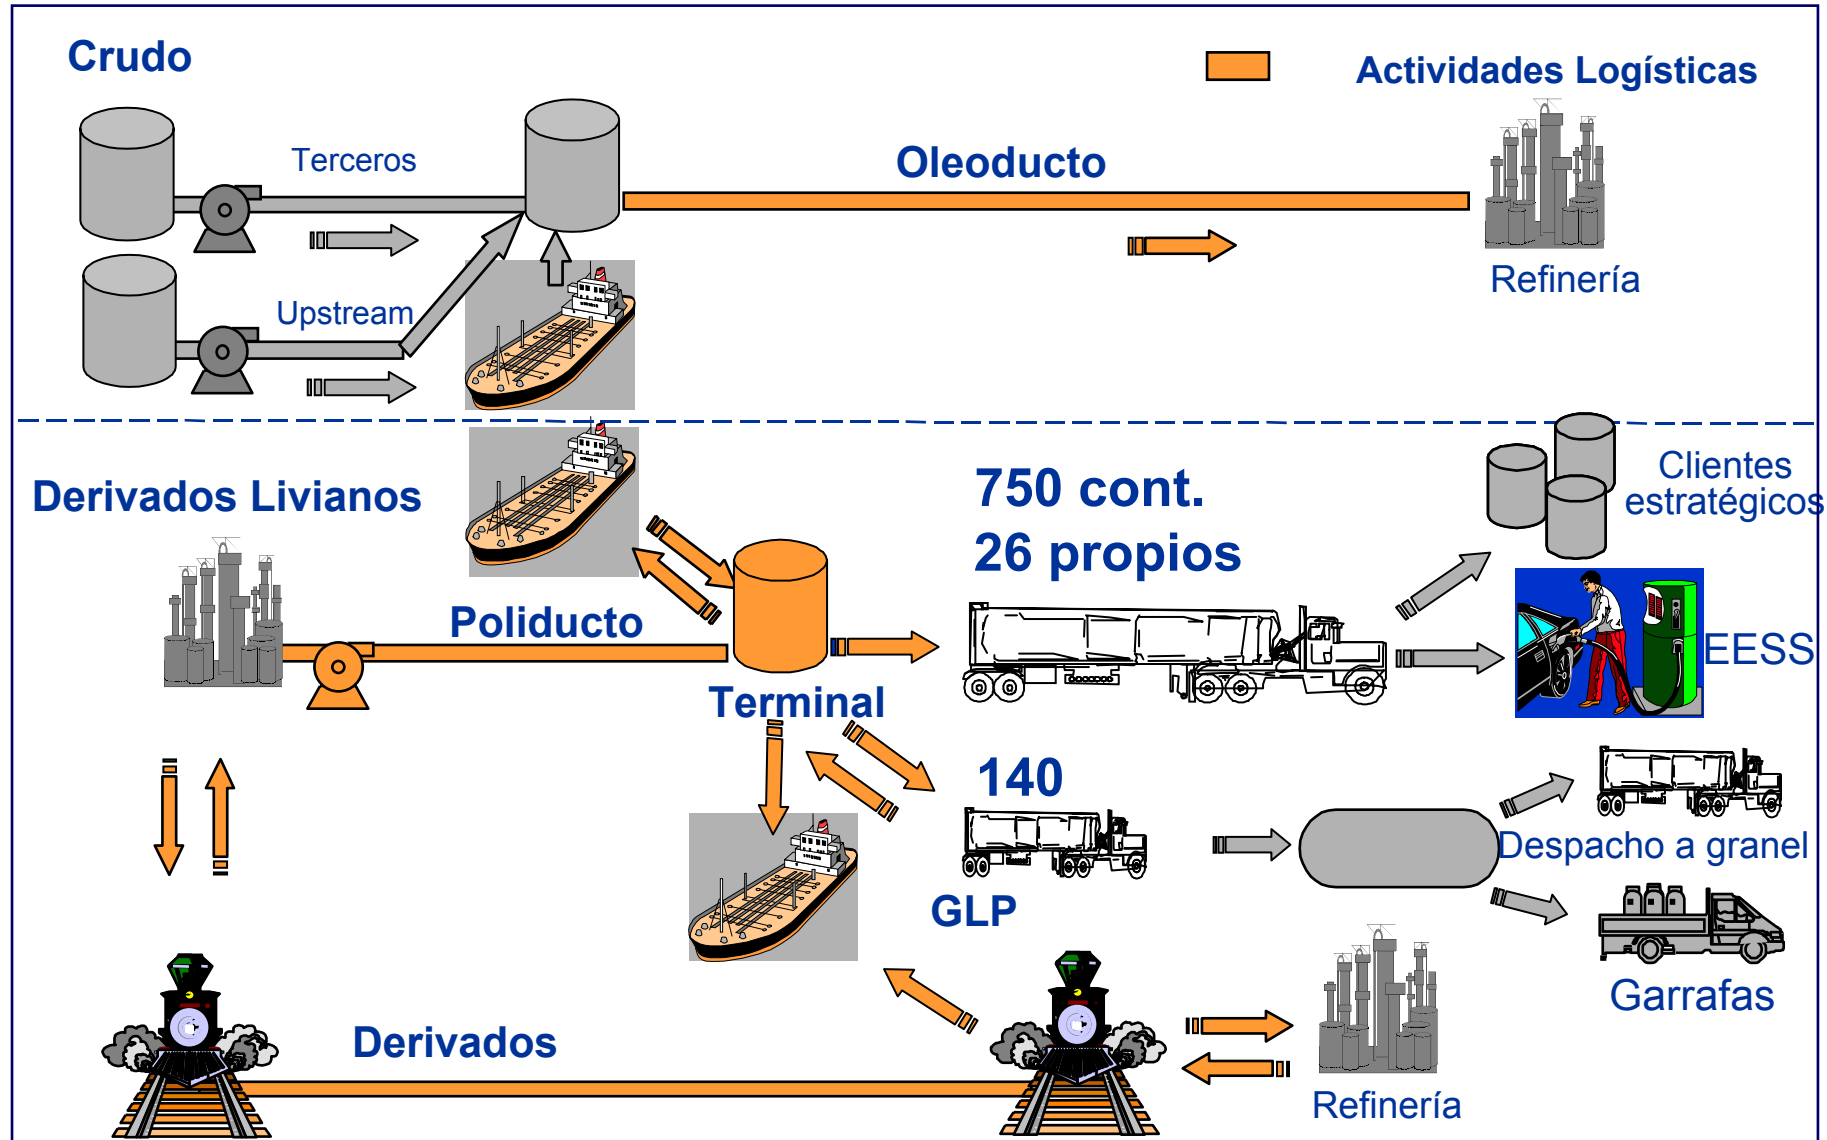 Crudo
Actividades Logísticas
Terceros
Oleoducto
Refinería
Upstream
Derivados Livianos
750 cont.
26 propios
Clientes
estratégicos
Poliducto
EESS
Terminal
140
Despacho a granel
GLP
Garrafas
Derivados
Refinería